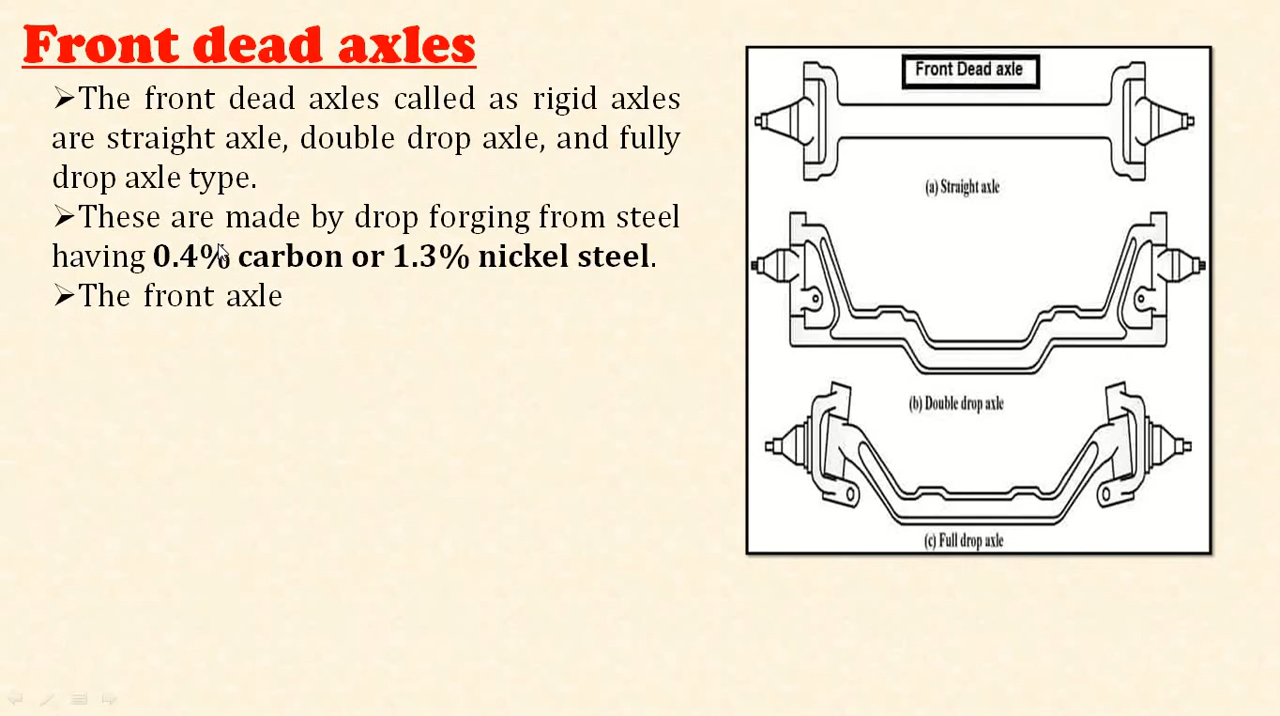 Front dead axles
➢The front dead axles called as rigid axles
are straight axle, double drop axle, and fully
drop axle type.
➢These are made by drop forging from steel
having 0.4% carbon or 1.3% nickel steel.
➢The front axle
Front Dead axle
(a) Straight axle
(b) Double drop axle
(c) Full drop axle